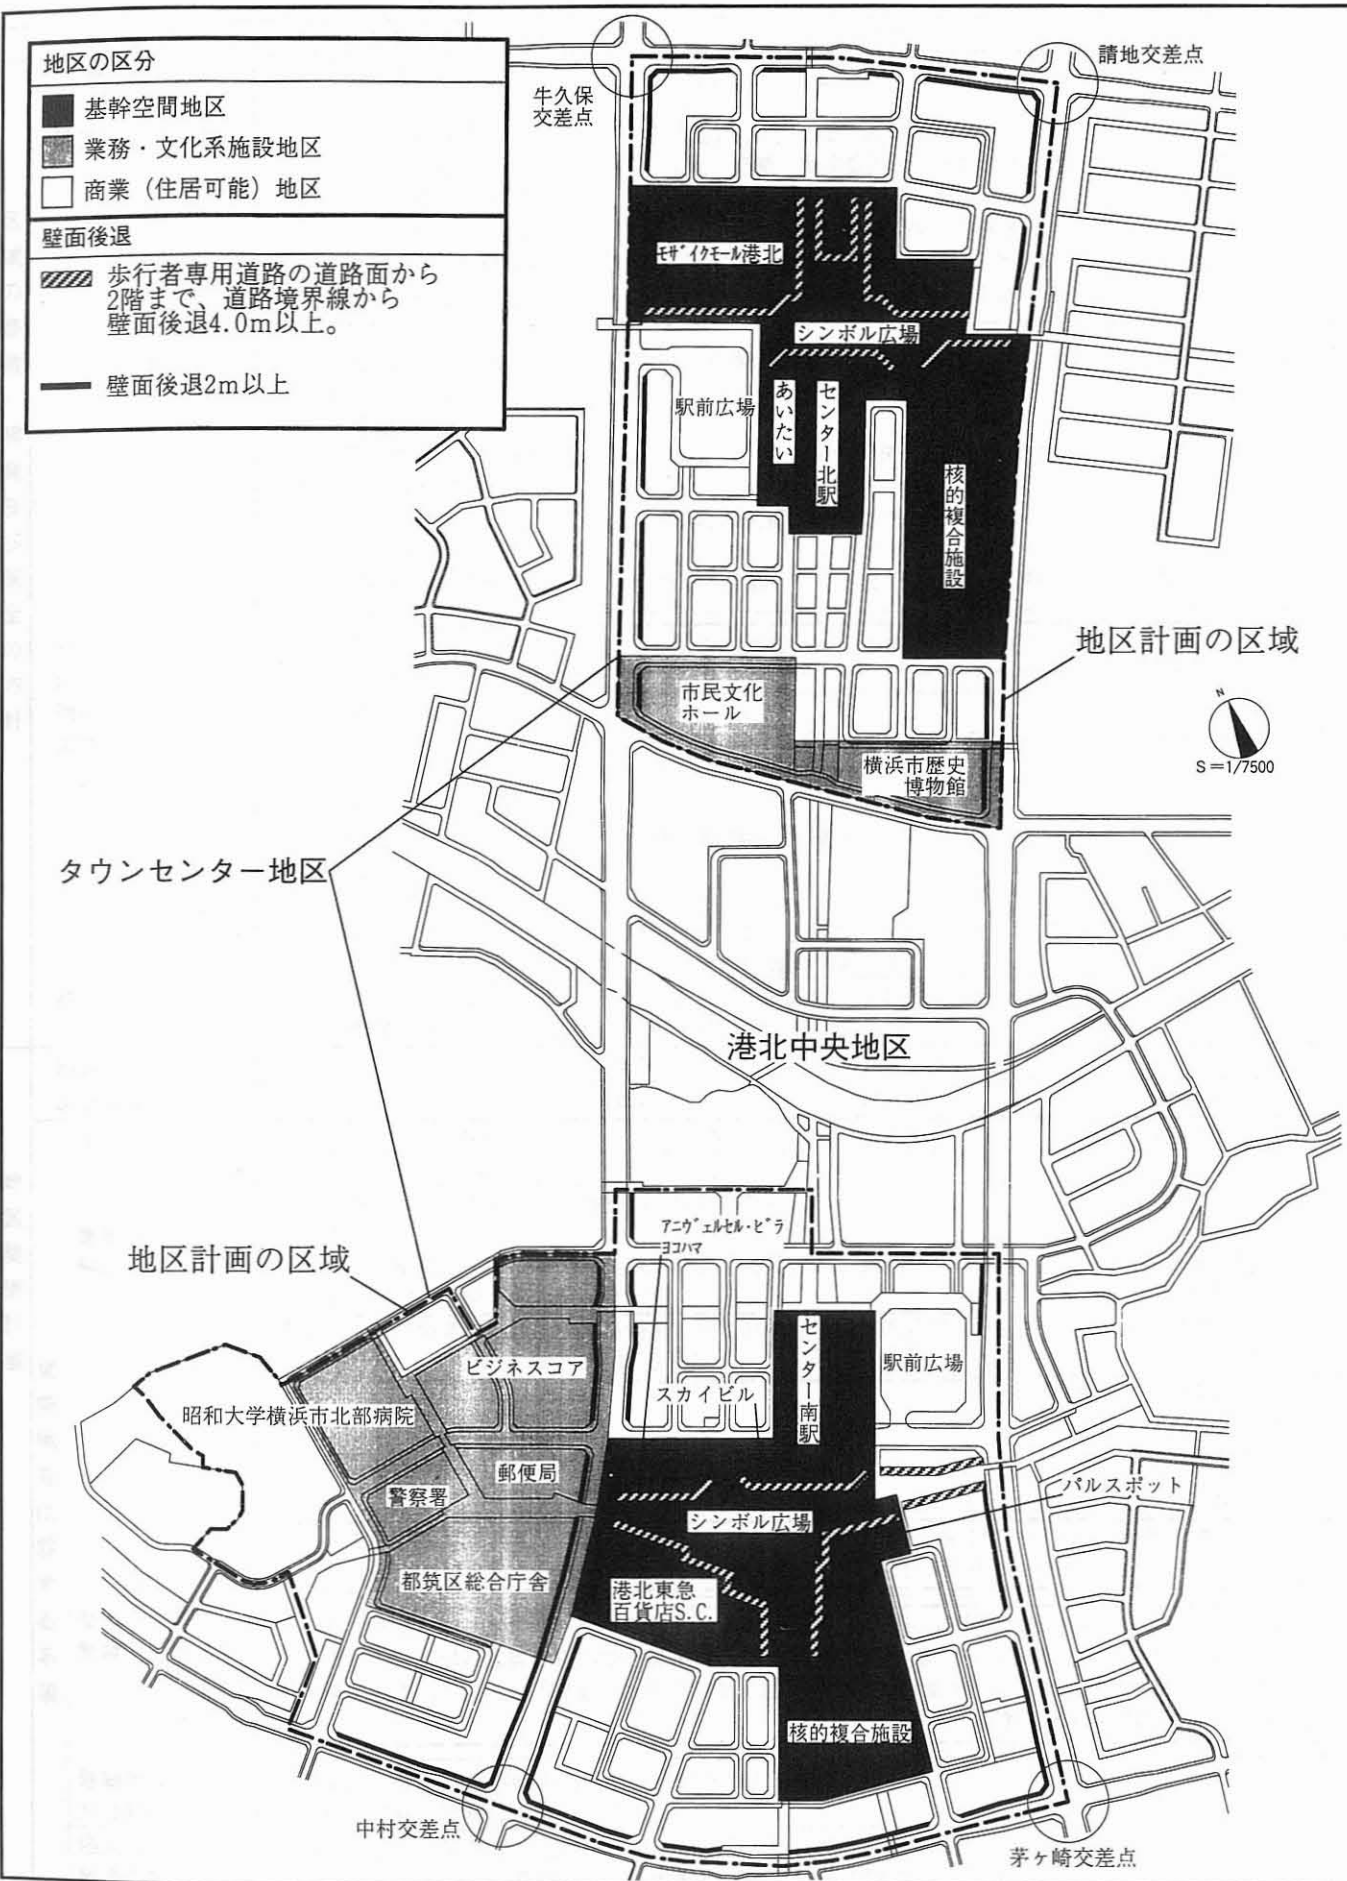 地区の区分
基幹空間地区
業務・文化系施設地区
商業（住居可能）地区
壁面後退
歩行者専用道路の道路面から
2階まで、道路境界線から
壁面後退4.0m以上。
壁面後退2m以上
牛久保
交差点
請地交差点
モザイクモール港北
シンボル広場
駅前広場
あいたい
センター北駅
核的複合施設
地区計画の区域
N
S=1/7500
市民文化
ホール
横浜市歴史
博物館
タウンセンター地区
港北中央地区
アニヴェルセル・ビラ
ヨコハマ
地区計画の区域
ビジネスコア
センター南駅
駅前広場
スカイビル
昭和大学横浜市北部病院
郵便局
警察署
パルスポット
シンボル広場
都筑区総合庁舎
港北東急
百貨店S.C.
核的複合施設
中村交差点
茅ヶ崎交差点